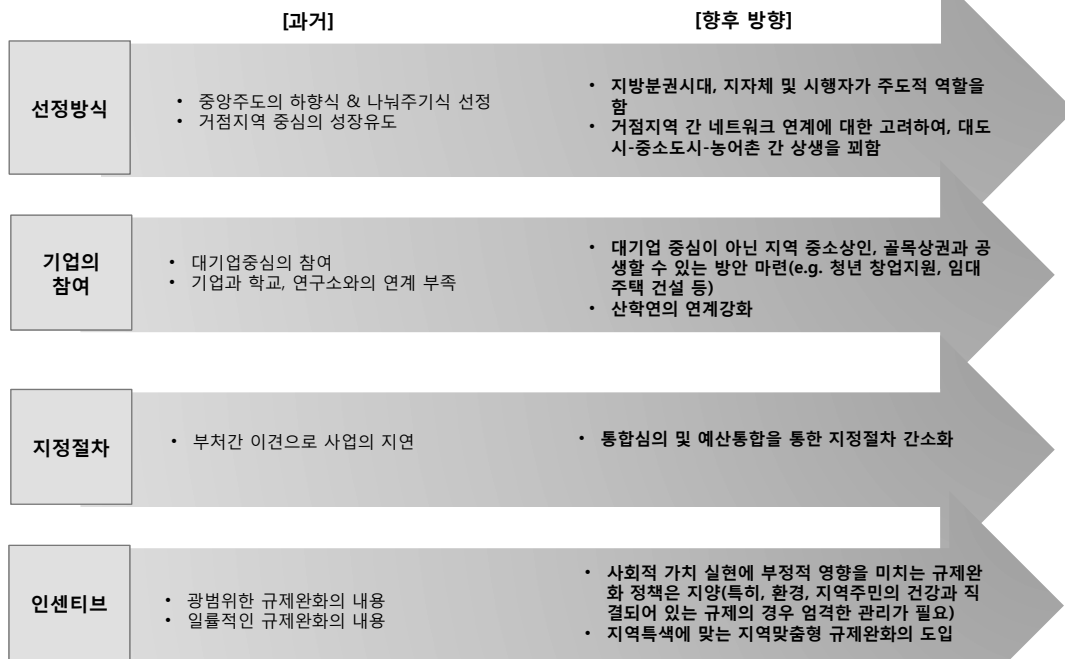 [과거]
[향후 방향]
선정방식
• 중앙주도의 하향식 & 나눠주기식 선정
• 거점지역 중심의 성장유도
• 지방분권시대, 지자체 및 시행자가 주도적 역할을
함
• 거점지역 간 네트워크 연계에 대한 고려하여, 대도
시-중소도시-농어촌 간 상생을 꾀함
기업의
참여
• 대기업중심의 참여
• 기업과 학교, 연구소와의 연계 부족
• 대기업 중심이 아닌 지역 중소상인, 골목상권과 공
생할 수 있는 방안 마련(e.g. 청년 창업지원, 임대
주택 건설 등)
• 산학연의 연계강화
지정절차
• 부처간 이견으로 사업의 지연
• 통합심의 및 예산통합을 통한 지정절차 간소화
인센티브
• 광범위한 규제완화의 내용
• 일률적인 규제완화의 내용
• 사회적 가치 실현에 부정적 영향을 미치는 규제완
화 정책은 지양(특히, 환경, 지역주민의 건강과 직
결되어 있는 규제의 경우 엄격한 관리가 필요)
• 지역특색에 맞는 지역맞춤형 규제완화의 도입